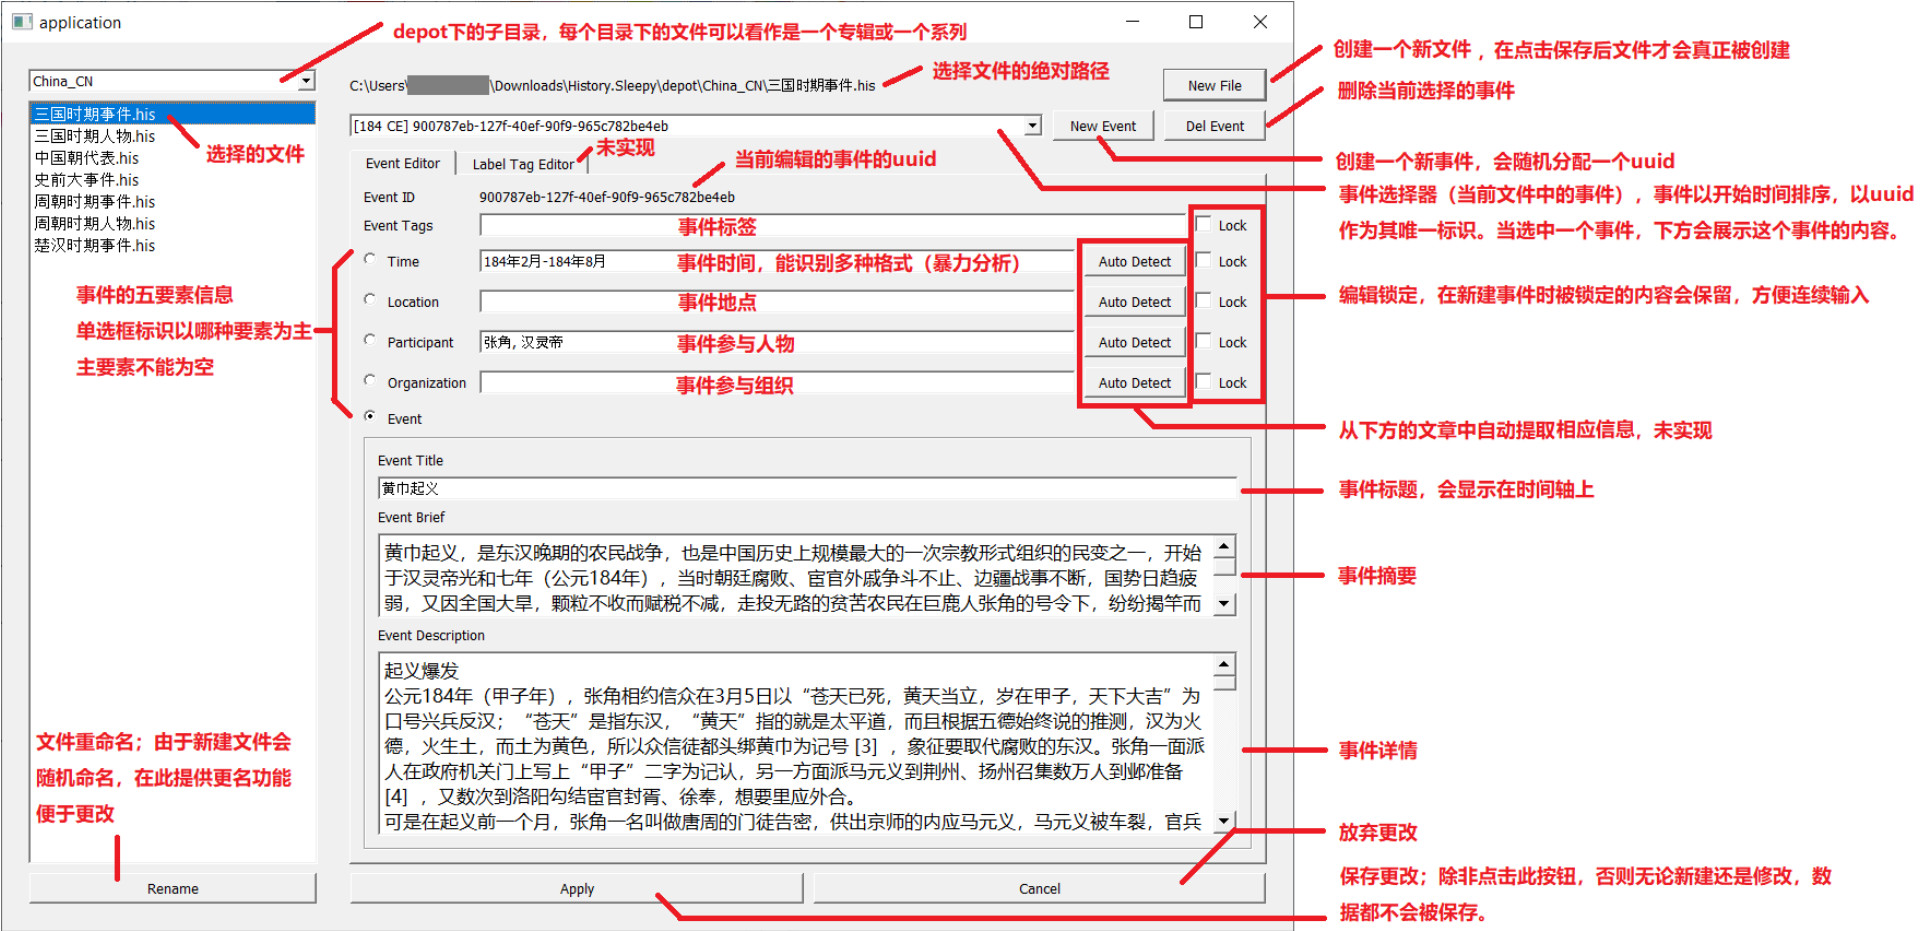 application
depot下的子目录，每个目录下的文件可以看作是一个专辑或一个系列
China_CN
C:\Users\ \Downloads\History.Sleepy\depot\China_CN\三国时期事件.his
选择文件的绝对路径
New File
创建一个新文件，在点击保存后文件才会真正被创建
删除当前选择的事件
三国时期事件.his
三国时期人物.his
中国朝代表.his
史前大事件.his
周朝时期事件.his
周朝时期人物.his
楚汉时期事件.his
选择的文件
[184 CE] 900787eb-127f-40ef-90f9-965c782be4eb
New Event
Del Event
创建一个新事件，会随机分配一个uuid
Event Editor
Label Tag Editor
未实现
当前编辑的事件的uuid
事件选择器（当前文件中的事件），事件以开始时间排序，以uuid
作为其唯一标识。当选中一个事件，下方会展示这个事件的内容。
Event ID
900787eb-127f-40ef-90f9-965c782be4eb
Event Tags
事件标签
Lock
Time
184年2月-184年8月
事件时间，能识别多种格式（暴力分析）
Auto Detect
Lock
Location
事件地点
Auto Detect
Lock
编辑锁定，在新建事件时被锁定的内容会保留，方便连续输入
Participant
张角, 汉灵帝
事件参与人物
Auto Detect
Lock
Organization
事件参与组织
Auto Detect
Lock
Event
事件的五要素信息
单选框标识以哪种要素为主
主要素不能为空
从下方的文章中自动提取相应信息，未实现
Event Title
黄巾起义
事件标题，会显示在时间轴上
Event Brief
黄巾起义，是东汉晚期的农民战争，也是中国历史上规模最大的一次宗教形式组织的民变之一，开始
于汉灵帝光和七年（公元184年），当时朝廷腐败、宦官外戚争斗不止、边疆战事不断，国势日趋疲
弱，又因全国大旱，颗粒不收而赋税不减，走投无路的贫苦农民在巨鹿人张角的号令下，纷纷揭竿而
事件摘要
Event Description
起义爆发
公元184年（甲子年），张角相约信众在3月5日以“苍天已死，黄天当立，岁在甲子，天下大吉”为
口号兴兵反汉；“苍天”是指东汉，“黄天”指的就是太平道，而且根据五德始终说的推测，汉为火
德，火生土，而土为黄色，所以众信徒都头绑黄巾为记号 [3] ，象征要取代腐败的东汉。张角一面派
人在政府机关门上写上“甲子”二字为记认，另一方面派马元义到荆州、扬州召集数万人到邺准备
[4] ，又数次到洛阳勾结宦官封胥、徐奉，想要里应外合。
可是在起义前一个月，张角一名叫做唐周的门徒告密，供出京师的内应马元义，马元义被车裂，官兵
事件详情
文件重命名；由于新建文件会
随机命名，在此提供更名功能
便于更改
放弃更改
保存更改；除非点击此按钮，否则无论新建还是修改，数
据都不会被保存。
Rename
Apply
Cancel